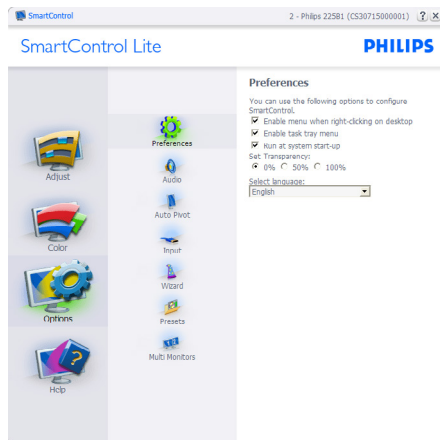 SmartControl
2 - Philips 225B1 (CS30715000001)
SmartControl Lite
PHILIPS
Adjust
Color
Options
Help
Preferences
Audio
Auto Pivot
Input
Wizard
Presets
Multi Monitors
Preferences
You can use the following options to configure
SmartControl.
Enable menu when right-clicking on desktop
Enable task tray menu
Run at system start-up
Set Transparency:
0% 50% 100%
Select language:
English